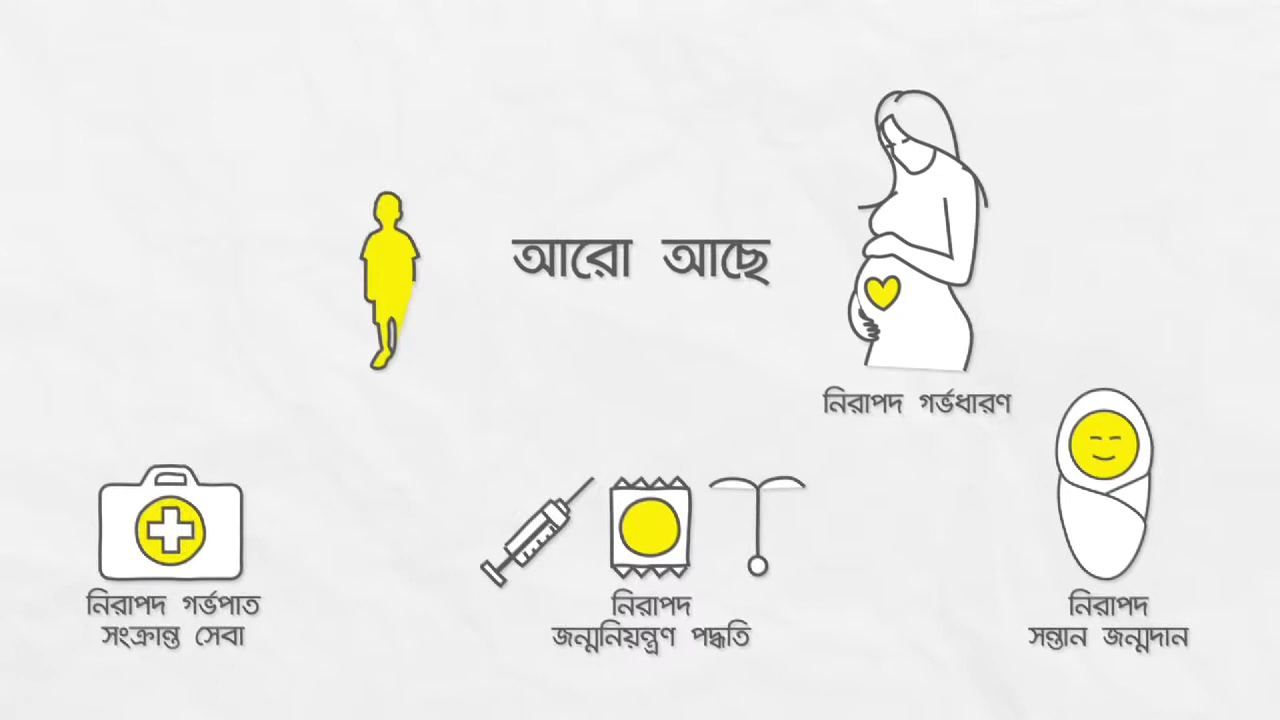 আরো আছে
নিরাপদ গর্ভধারণ
নিরাপদ গর্ভপাত
সংক্রান্ত সেবা
নিরাপদ
জন্মনিয়ন্ত্রণ পদ্ধতি
নিরাপদ
সন্তান জন্মদান